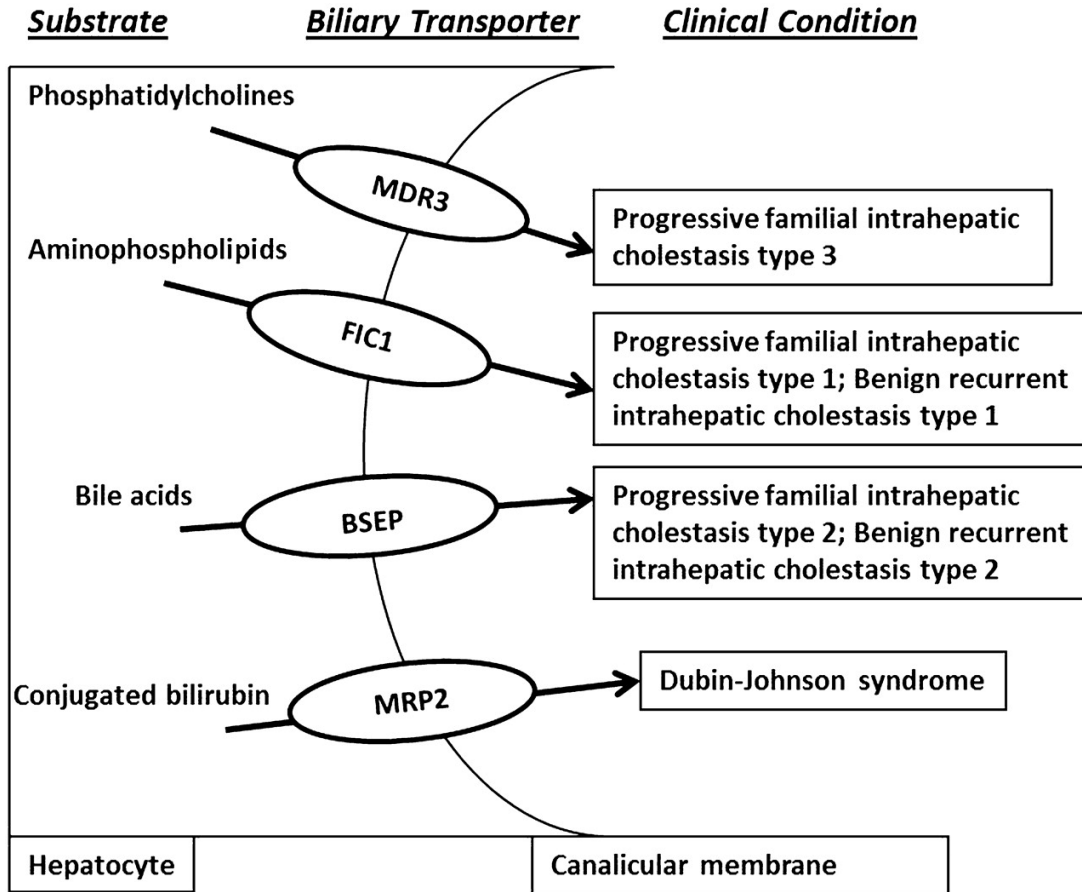 Substrate Biliary Transporter Clinical Condition
Phosphatidylcholines
MDR3
Progressive familial intrahepatic
cholestasis type 3
Aminophospholipids
FIC1
Progressive familial intrahepatic
cholestasis type 1; Benign recurrent
intrahepatic cholestasis type 1
Bile acids
BSEP
Progressive familial intrahepatic
cholestasis type 2; Benign recurrent
intrahepatic cholestasis type 2
Conjugated bilirubin
MRP2
Dubin-Johnson syndrome
Hepatocyte
Canalicular membrane